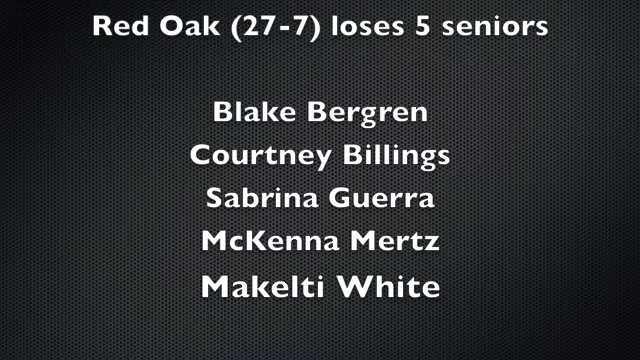 Red Oak (27-7) loses 5 seniors
Blake Bergren
Courtney Billings
Sabrina Guerra
McKenna Mertz
Makelti White